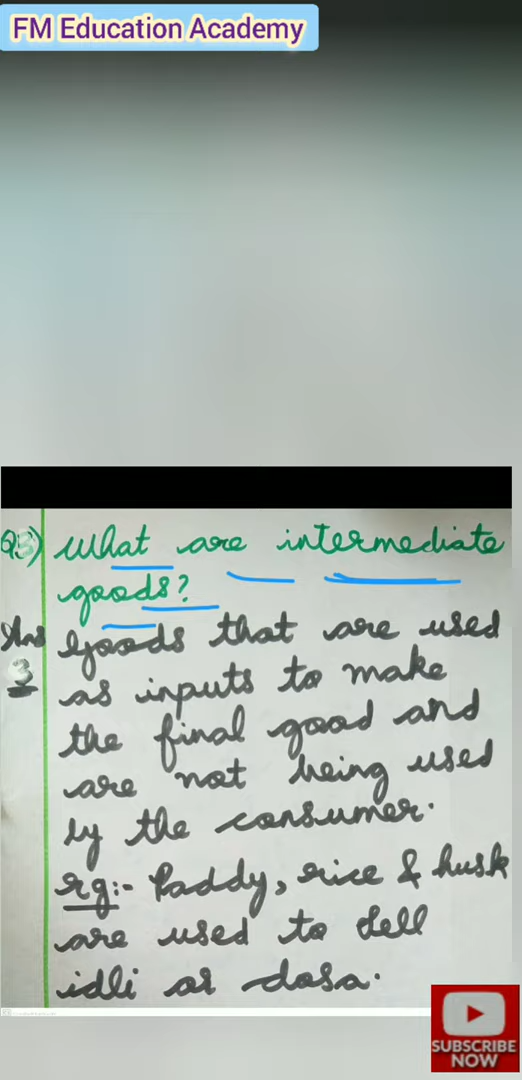 FM Education Academy
Q3) What are intermediate
goods?
Ans goods that are used
3 as inputs to make
the final good and
are not being used
by the consumer.
eg:- Paddy, rice & husk
are used to sell
idli or dosa.
SUBSCRIBE
NOW